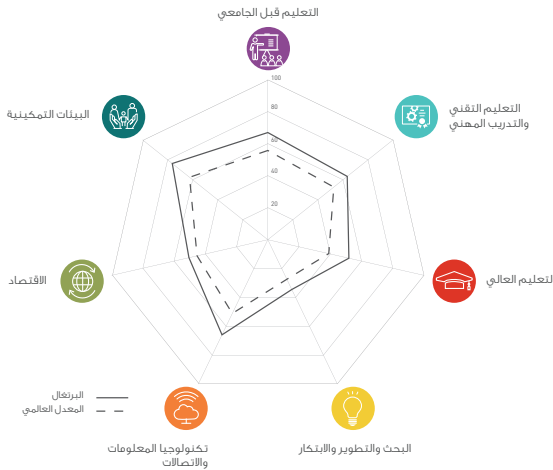 التعليم قبل الجامعي
100
80
60
40
20
التعليم التقني
والتدريب المهني
البيئات التمكينية
لتعليم العالي
الاقتصاد
البرتغال
المعدل العالمي
البحث والتطوير والابتكار
تكنولوجيا المعلومات
والاتصالات